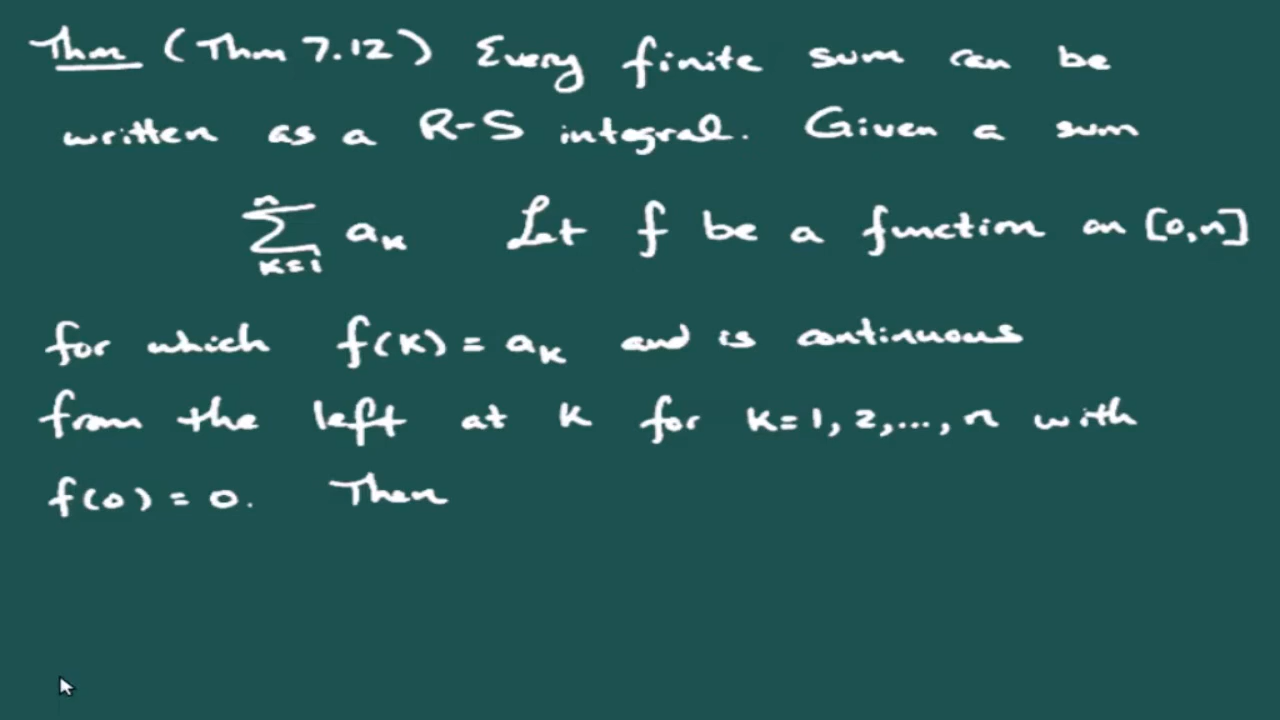 Thm (Thm 7.12) Every finite sum can be
written as a R-S integral. Given a sum
$\sum_{k=1}^{n} a_k$ Let f be a function on [0,n]
for which f(k) = a_k and is continuous
from the left at k for k=1,2,...,n with
f(0) = 0. Then